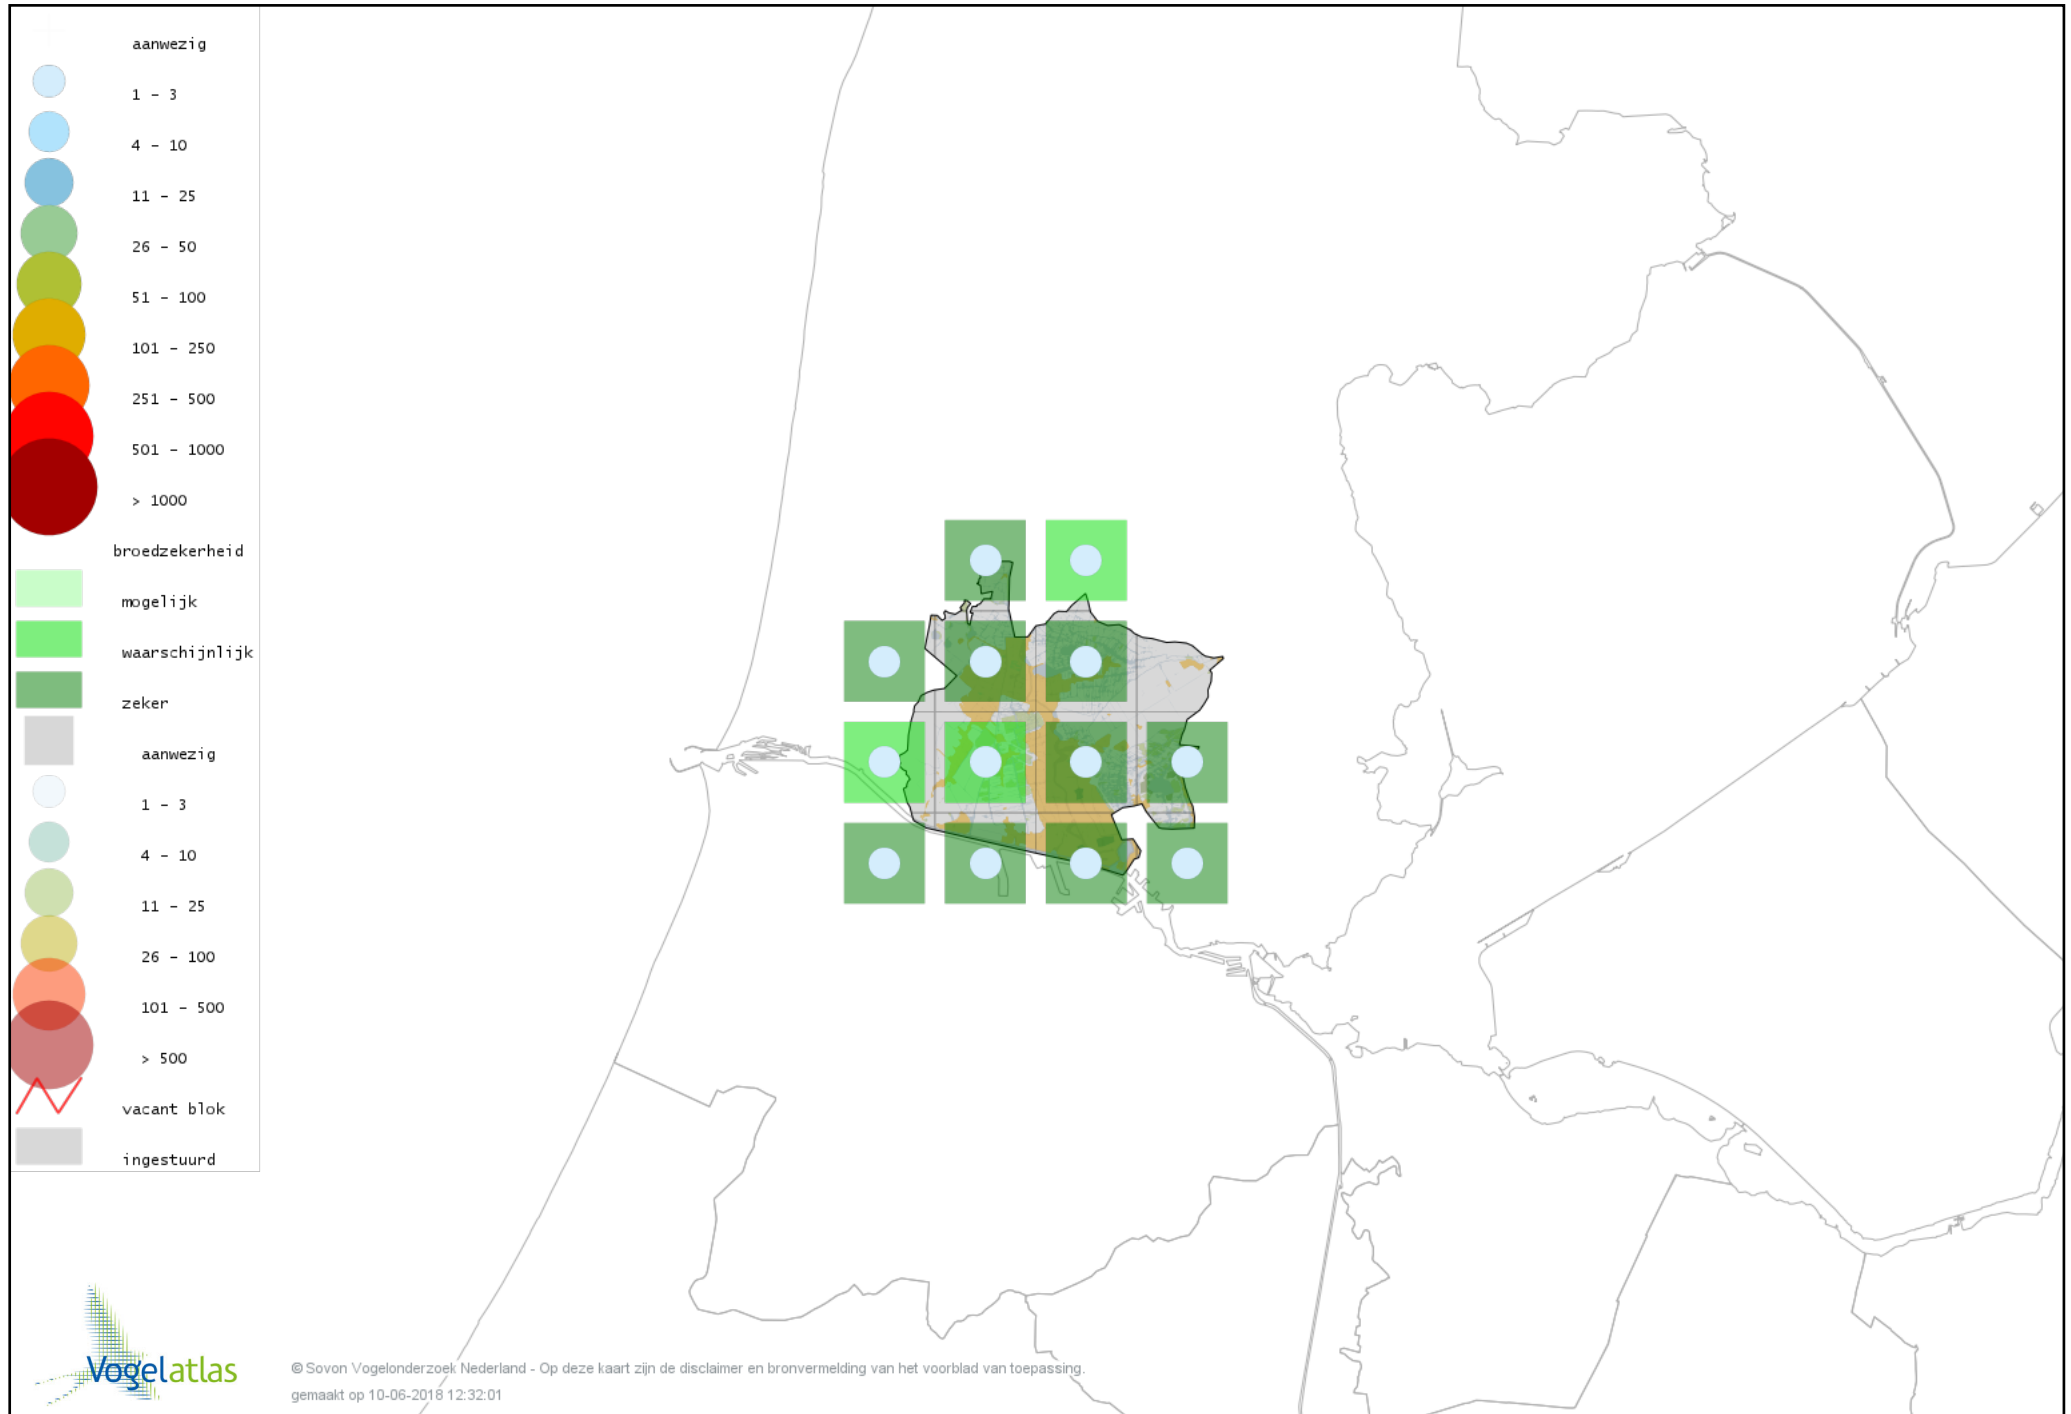 aanwezig
1 - 3
4 - 10
11 - 25
26 - 50
51 - 100
101 - 250
251 - 500
501 - 1000
> 1000
broedzekerheid
mogelijk
waarschijnlijk
zeker
aanwezig
1 - 3
4 - 10
11 - 25
26 - 100
101 - 500
> 500
vacant blok
ingestuurd
Vogelatlas
© Sovon Vogelonderzoek Nederland - Op deze kaart zijn de disclaimer en bronvermelding van het voorblad van toepassing.
gemaakt op 10-06-2018 12:32:01